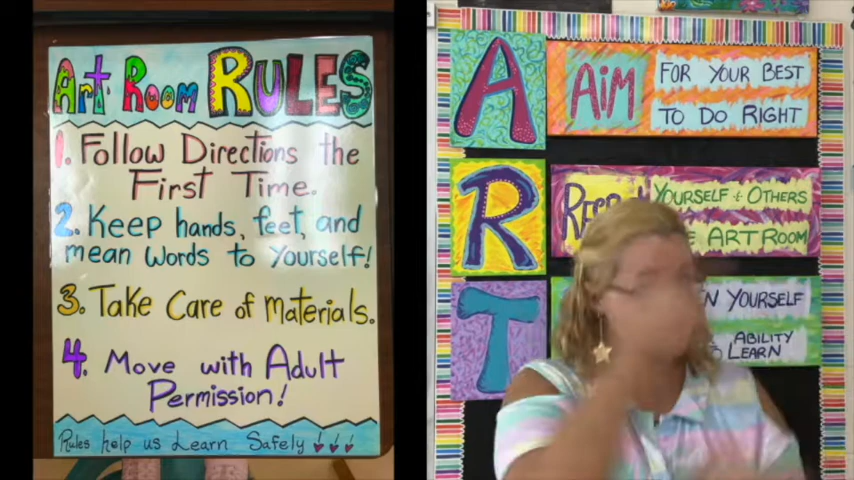 Art Room RULES
1. Follow Directions the
First Time.
2. Keep hands, feet, and
mean words to yourself!
3. Take Care of materials.
4. Move with Adult
Permission!
Rules help us Learn Safely
A AIM FOR YOUR BEST
TO DO RIGHT
R YOURSELF + OTHERS
ART ROOM
T YOURSELF
ABILITY
LEARN